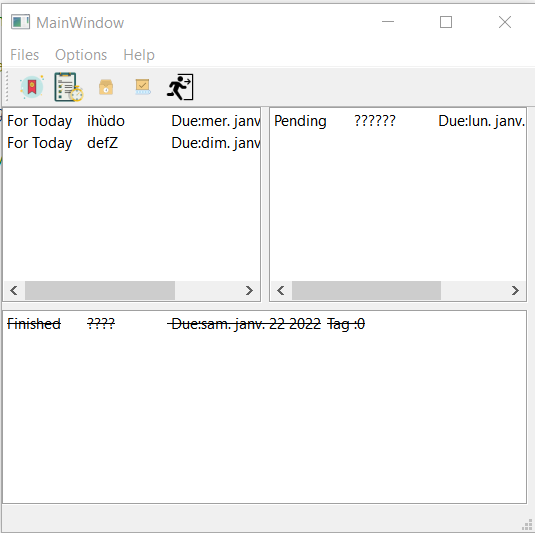 MainWindow
Files Options Help
For Today ihùdo Due:mer. janv
For Today defZ Due:dim. janv
Pending ?????? Due:lun. janv.
Finished ???? Due:sam. janv. 22 2022 Tag :0